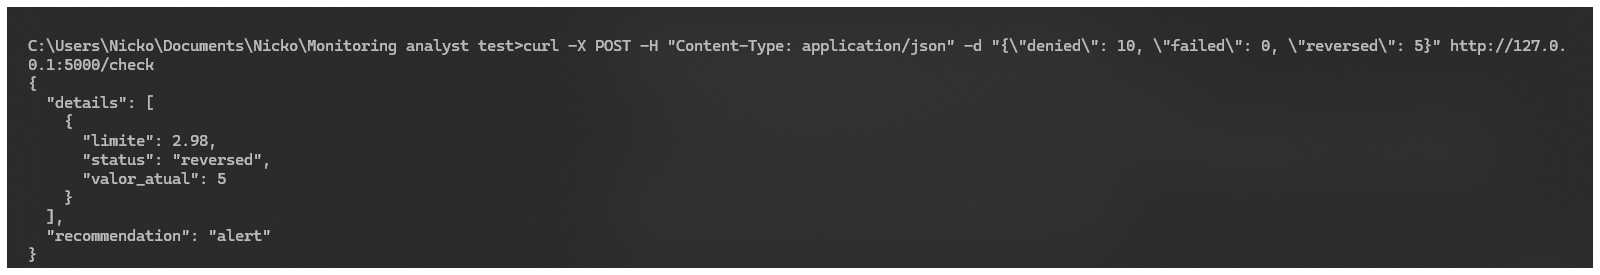 C:\Users\Nicko\Documents\Nicko\Monitoring analyst test>curl -X POST -H "Content-Type: application/json" -d "{\"denied\": 10, \"failed\": 0, \"reversed\": 5}" http://127.0.
0.1:5000/check
{
  "details": [
    {
      "limite": 2.98,
      "status": "reversed",
      "valor_atual": 5
    }
  ],
  "recommendation": "alert"
}